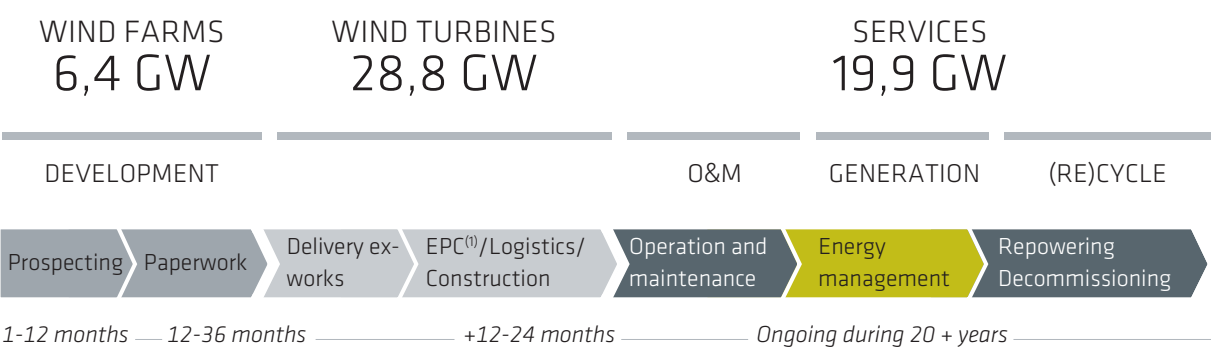 WIND FARMS
6,4 GW
WIND TURBINES
28,8 GW
SERVICES
19,9 GW
DEVELOPMENT
O&M
GENERATION
(RE)CYCLE
Prospecting
Paperwork
Delivery ex-
works
EPC(1)/Logistics/
Construction
Operation and
maintenance
Energy
management
Repowering
Decommissioning
1-12 months
12-36 months
+12-24 months
Ongoing during 20 + years